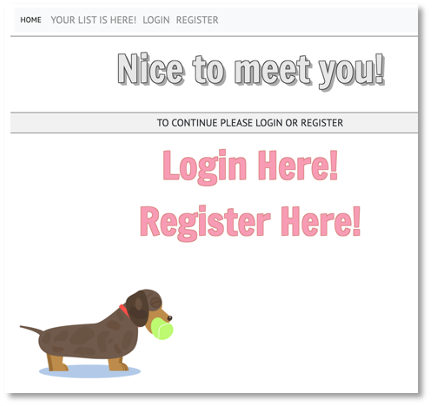 HOME YOUR LIST IS HERE! LOGIN REGISTER
Nice to meet you!
TO CONTINUE PLEASE LOGIN OR REGISTER
Login Here!
Register Here!